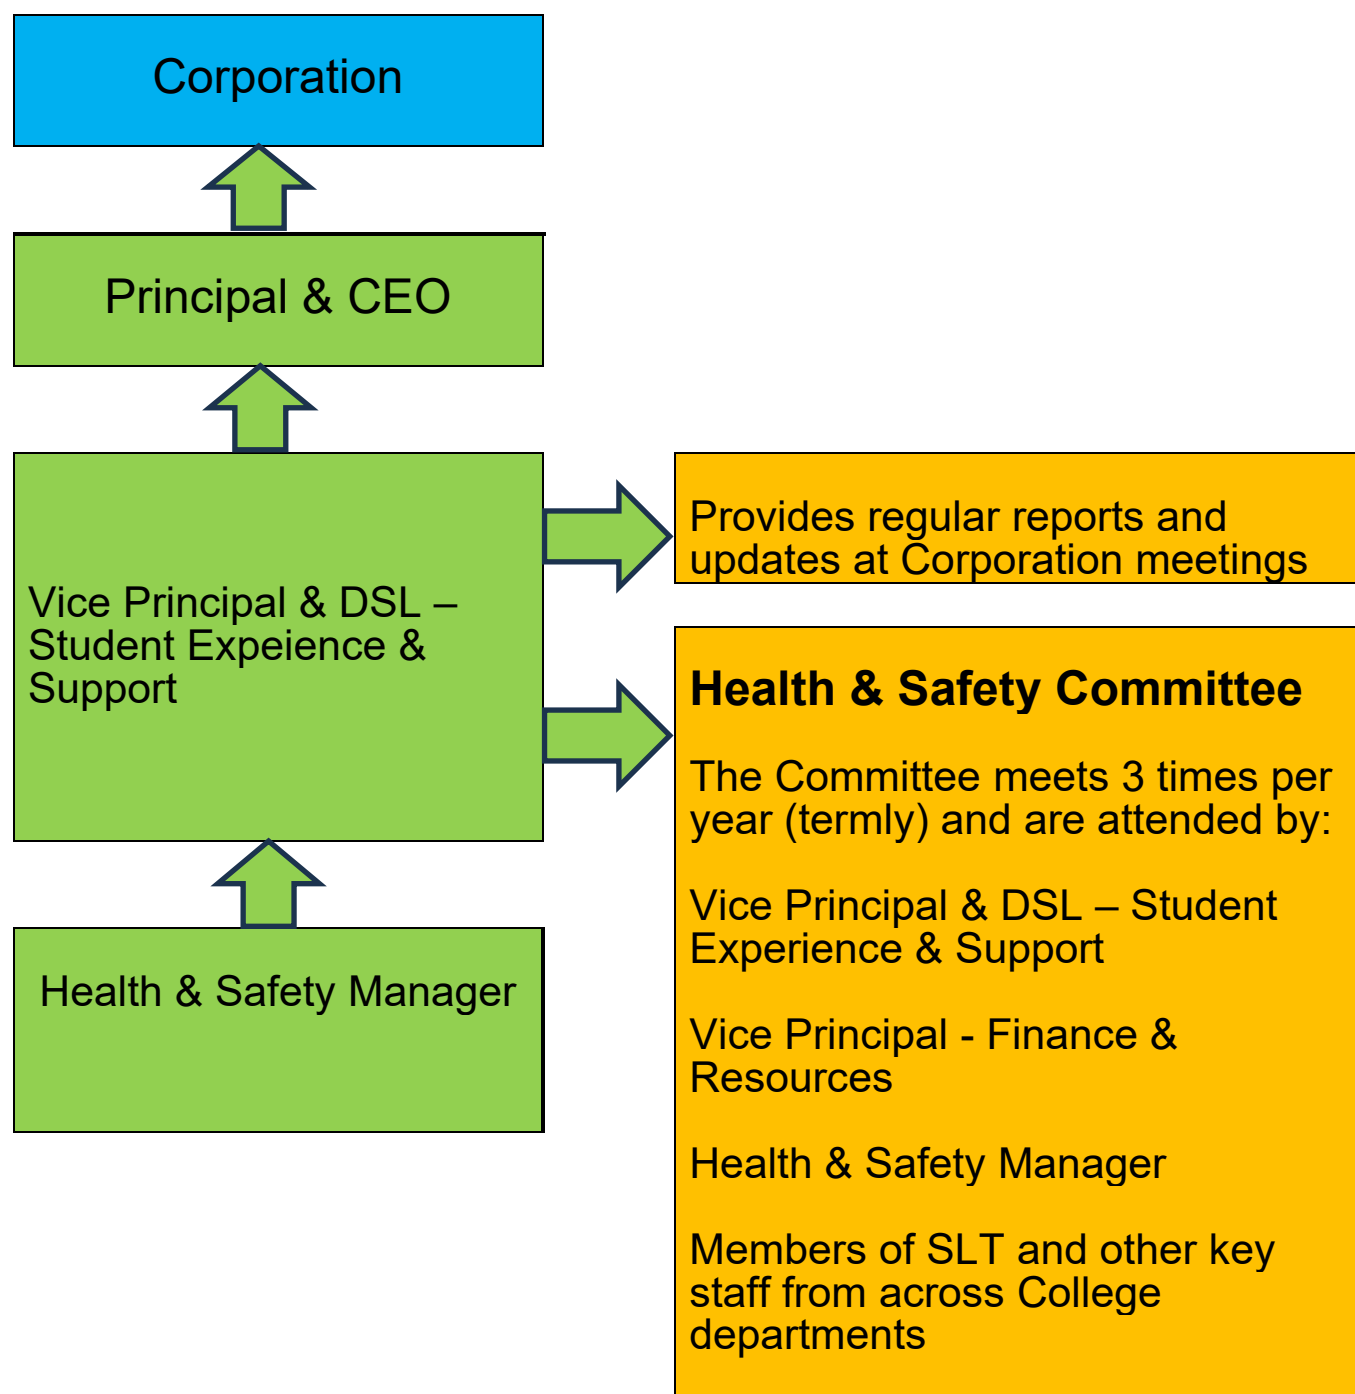 Corporation
Principal & CEO
Vice Principal & DSL –
Student Expeience &
Support
Provides regular reports and
updates at Corporation meetings
Health & Safety Manager
Health & Safety Committee
The Committee meets 3 times per
year (termly) and are attended by:
Vice Principal & DSL – Student
Experience & Support
Vice Principal - Finance &
Resources
Health & Safety Manager
Members of SLT and other key
staff from across College
departments